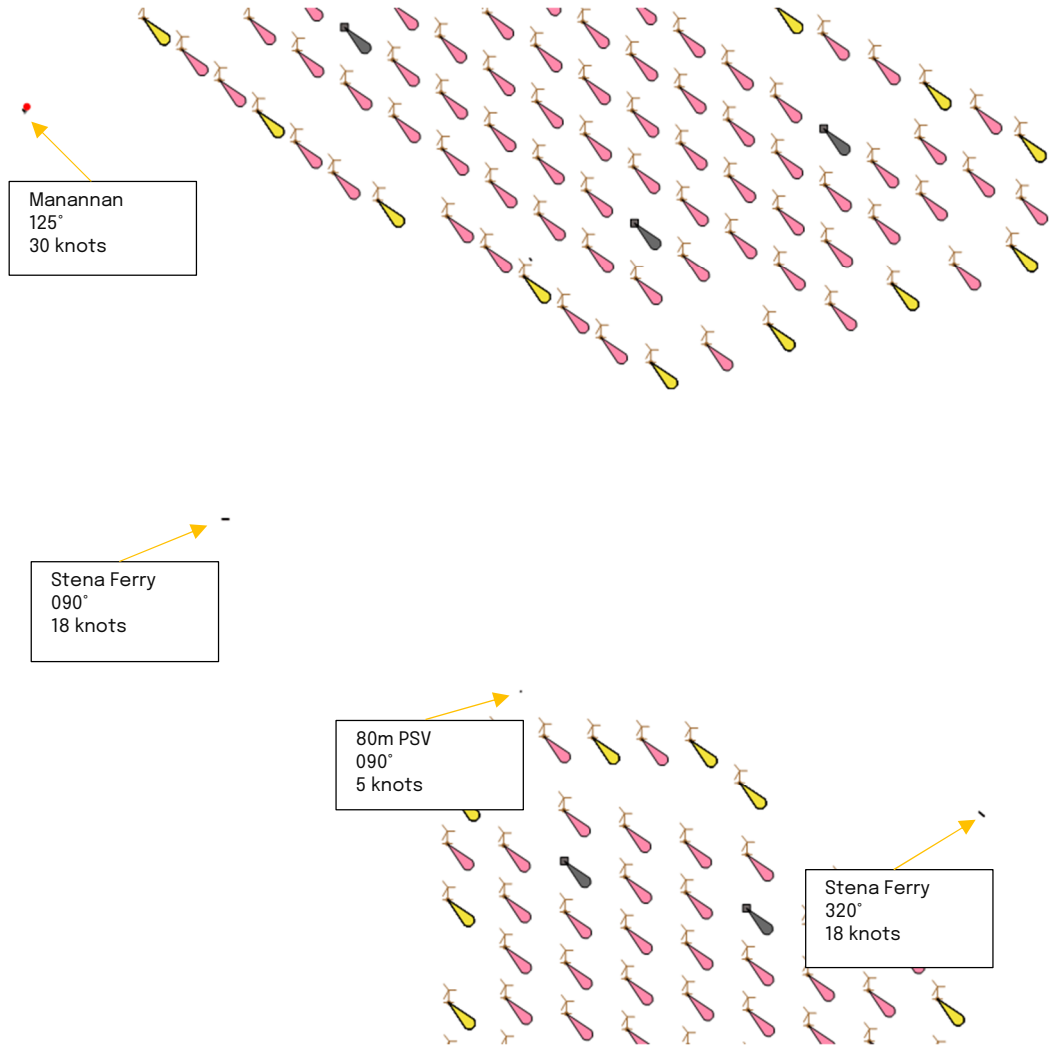 Manannan
125°
30 knots
Stena Ferry
090°
18 knots
80m PSV
090°
5 knots
Stena Ferry
320°
18 knots